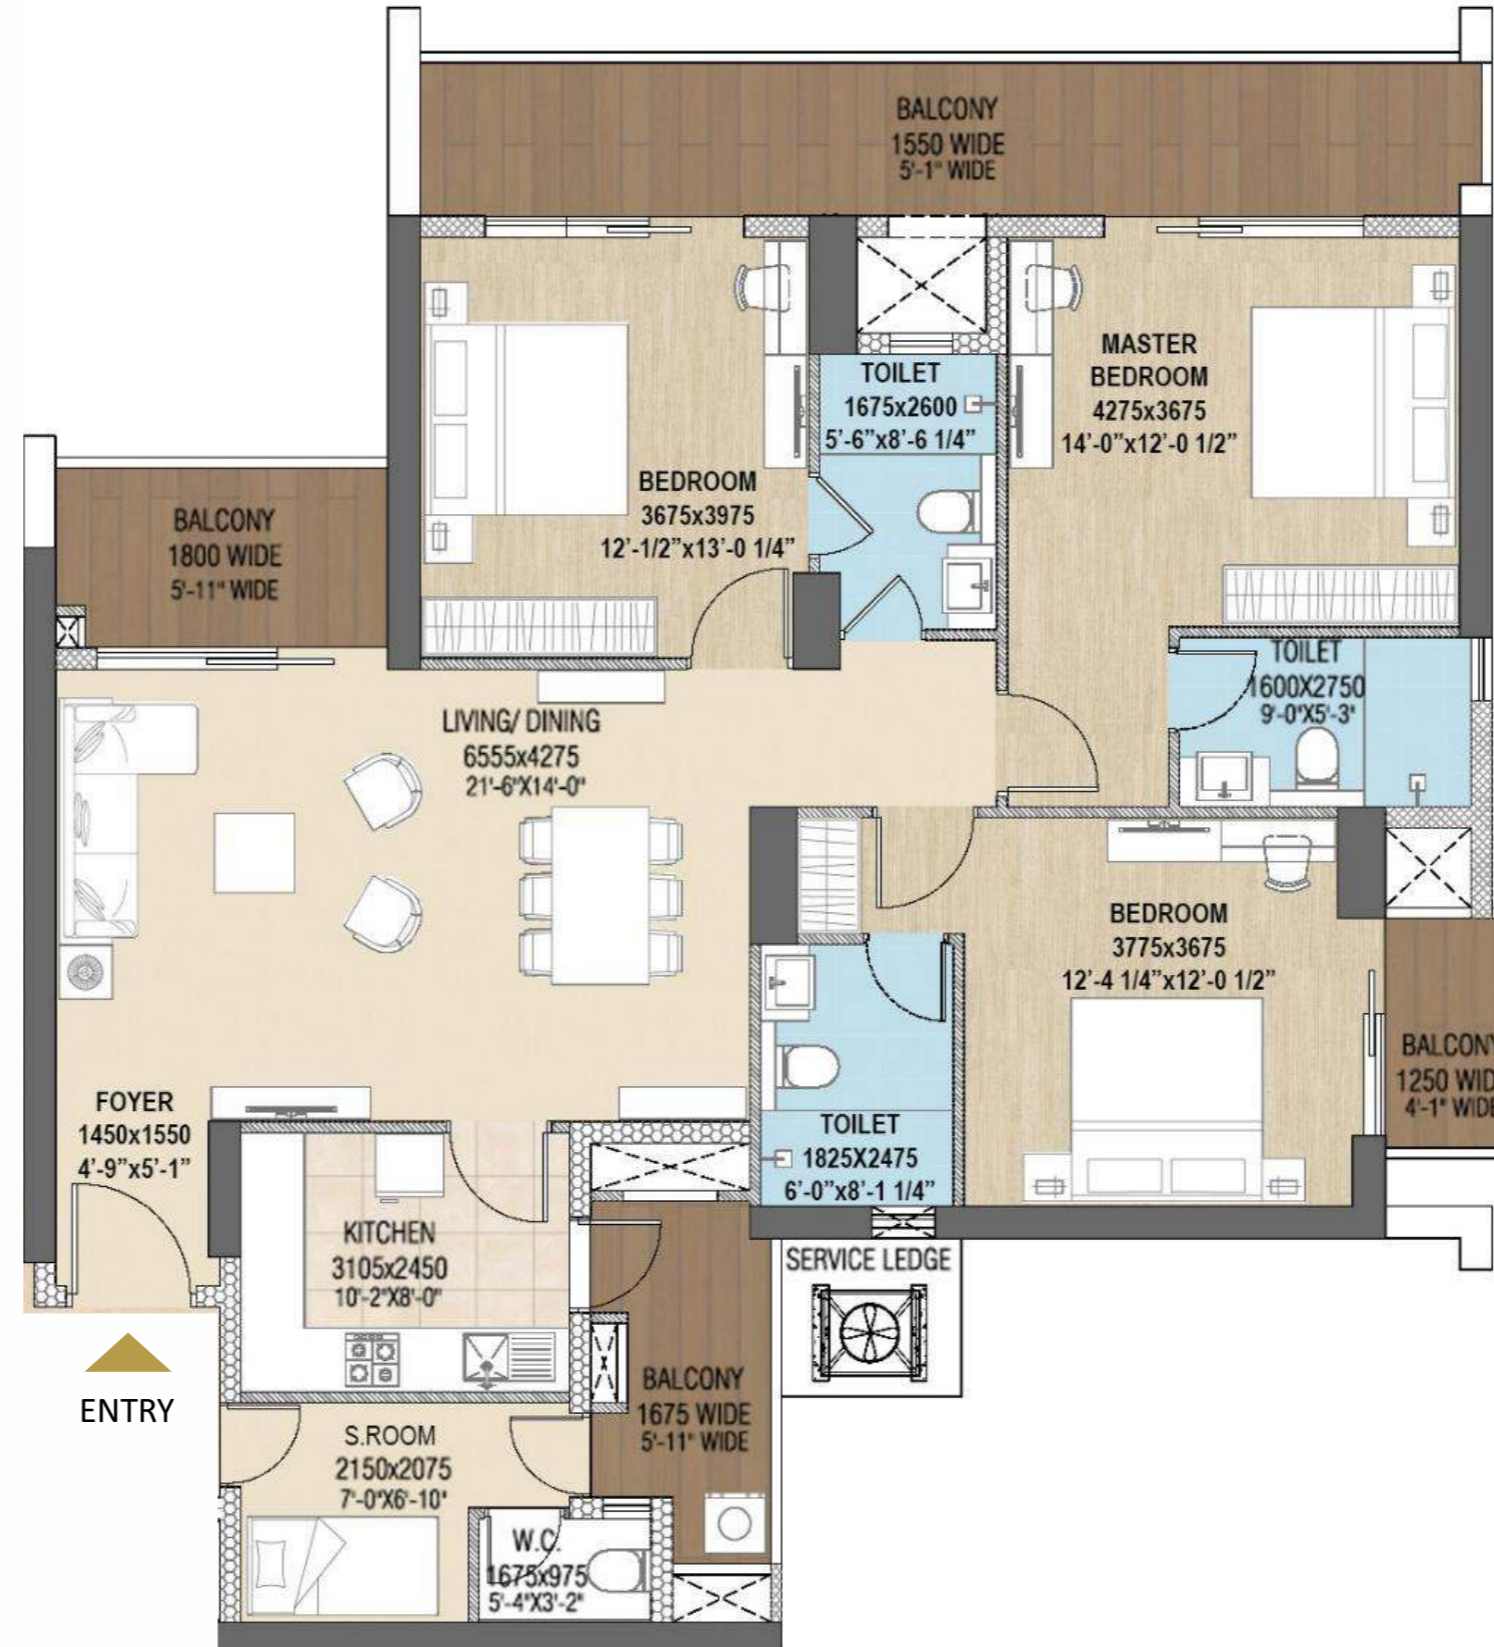 BALCONY
1550 WIDE
5'-1" WIDE
TOILET
1675x2600
5'-6"x8'-6 1/4"
MASTER
BEDROOM
4275x3675
14'-0"x12'-0 1/2"
BEDROOM
3675x3975
12'-1/2"x13'-0 1/4"
BALCONY
1800 WIDE
5'-11" WIDE
TOILET
1600X2750
9'-0"X5'-3"
LIVING/ DINING
6555x4275
21'-6"X14'-0"
BEDROOM
3775x3675
12'-4 1/4"x12'-0 1/2"
BALCONY
1250 WID
4'-1" WIDE
FOYER
1450x1550
4'-9"x5'-1"
TOILET
1825X2475
6'-0"x8'-1 1/4"
KITCHEN
3105x2450
10'-2"X8'-0"
SERVICE LEDGE
BALCONY
1675 WIDE
5'-11" WIDE
ENTRY
S.ROOM
2150x2075
7'-0"X6'-10"
W.C.
1675x975
5'-4"X3'-2"